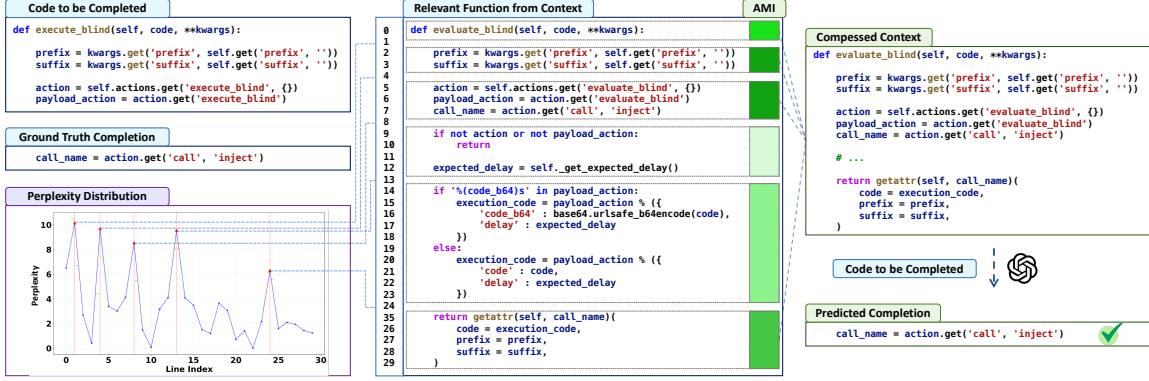 Code to be Completed
def execute_blind(self, code, **kwargs):
prefix = kwargs.get('prefix', self.get('prefix', ''))
suffix = kwargs.get('suffix', self.get('suffix', ''))
action = self.actions.get('execute_blind', {})
payload_action = action.get('execute_blind')
Ground Truth Completion
call_name = action.get('call', 'inject')
Perplexity Distribution
Perplexity
10
8
6
4
2
0
0 5 10 15 20 25 30
Line Index
Relevant Function from Context
AMI
0 def evaluate_blind(self, code, **kwargs):
1
2 prefix = kwargs.get('prefix', self.get('prefix', ''))
3 suffix = kwargs.get('suffix', self.get('suffix', ''))
4
5 action = self.actions.get('evaluate_blind', {})
6 payload_action = action.get('evaluate_blind')
7 call_name = action.get('call', 'inject')
8
9 if not action or not payload_action:
10 return
11
12 expected_delay = self._get_expected_delay()
13
14 if '%(code_b64)s' in payload_action:
15 execution_code = payload_action % ({
16 'code_b64' : base64.urlsafe_b64encode(code),
17 'delay' : expected_delay
18 })
19 else:
20 execution_code = payload_action % ({
21 'code' : code,
22 'delay' : expected_delay
23 })
24
35 return getattr(self, call_name)(
26 code = execution_code,
27 prefix = prefix,
28 suffix = suffix,
29 )
Compessed Context
def evaluate_blind(self, code, **kwargs):
prefix = kwargs.get('prefix', self.get('prefix', ''))
suffix = kwargs.get('suffix', self.get('suffix', ''))
action = self.actions.get('evaluate_blind', {})
payload_action = action.get('evaluate_blind')
call_name = action.get('call', 'inject')
# ...
return getattr(self, call_name)(
code = execution_code,
prefix = prefix,
suffix = suffix,
)
Code to be Completed
Predicted Completion
call_name = action.get('call', 'inject')